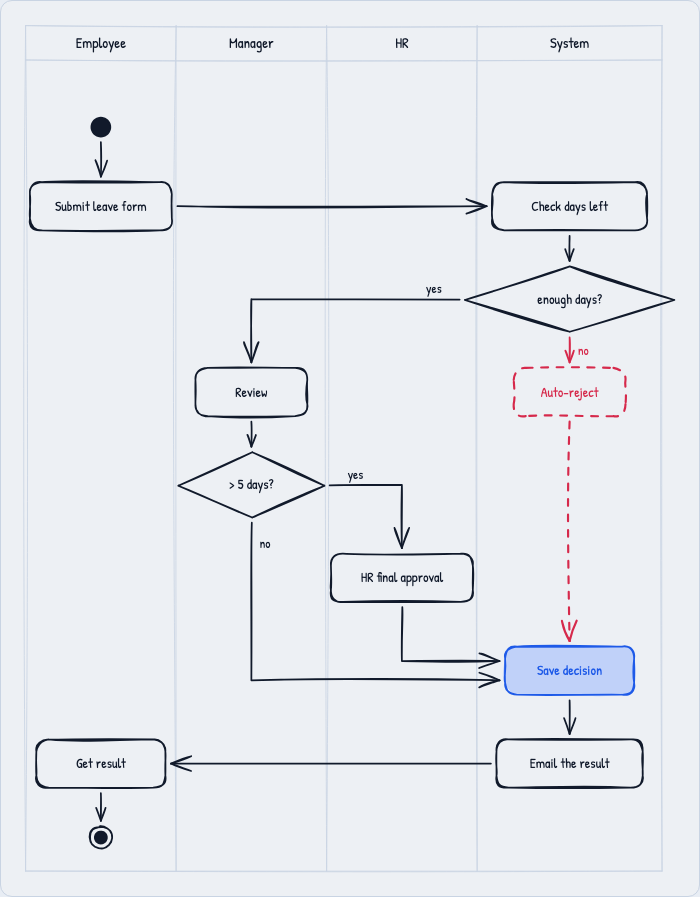 Employee
Manager
HR
System
Submit leave form
Check days left
enough days?
yes
no
Review
Auto-reject
> 5 days?
yes
no
HR final approval
Save decision
Get result
Email the result